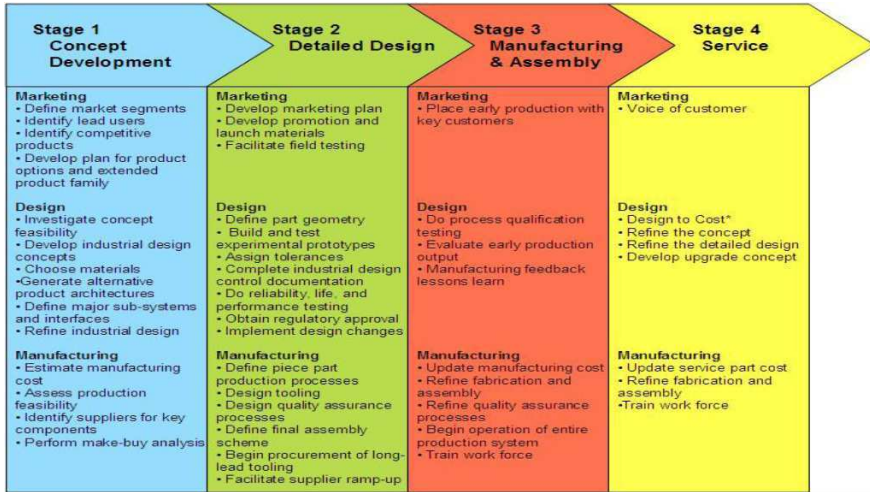 Stage 1
Concept
Development
Marketing
• Define market segments
• Identify lead users
• Identify competitive
products
• Develop plan for product
options and extended
product family
Design
• Investigate concept
feasibility
• Develop industrial design
concepts
• Choose materials
•Generate alternative
product architectures
• Define major sub-systems
and interfaces
• Refine industrial design
Manufacturing
• Estimate manufacturing
cost
• Assess production
feasibility
• Identify suppliers for key
components
• Perform make-buy analysis
Stage 2
Detailed Design
Marketing
• Develop marketing plan
• Develop promotion and
launch materials
• Facilitate field testing
Design
• Define part geometry
• Build and test
experimental prototypes
• Assign tolerances
• Complete industrial design
control documentation
• Do reliability, life, and
performance testing
• Obtain regulatory approval
• Implement design changes
Manufacturing
• Define piece part
production processes
• Design tooling
• Design quality assurance
processes
• Define final assembly
scheme
• Begin procurement of long-
lead tooling
• Facilitate supplier ramp-up
Stage 3
Manufacturing
& Assembly
Marketing
• Place early production with
key customers
Design
• Do process qualification
testing
• Evaluate early production
output
• Manufacturing feedback
lessons learn
Manufacturing
• Update manufacturing cost
• Refine fabrication and
assembly
• Refine quality assurance
processes
• Begin operation of entire
production system
• Train work force
Stage 4
Service
Marketing
• Voice of customer
Design
• Design to Cost*
• Refine the concept
• Refine the detailed design
• Develop upgrade concept
Manufacturing
• Update service part cost
• Refine fabrication and
assembly
•Train work force